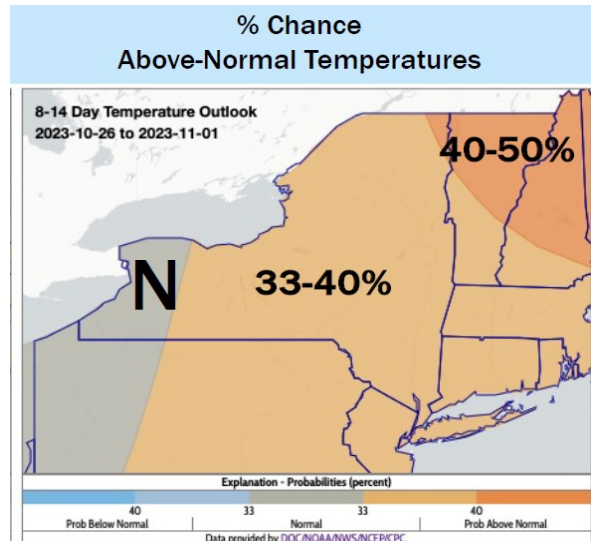 % Chance
Above-Normal Temperatures
8-14 Day Temperature Outlook
2023-10-26 to 2023-11-01
40-50%
N
33-40%
Explanation - Probabilities (percent)
40 33 33 40
Prob Below Normal Normal Prob Above Normal
Data provided by DOC/NOAA/NWS/NCEP/CPC